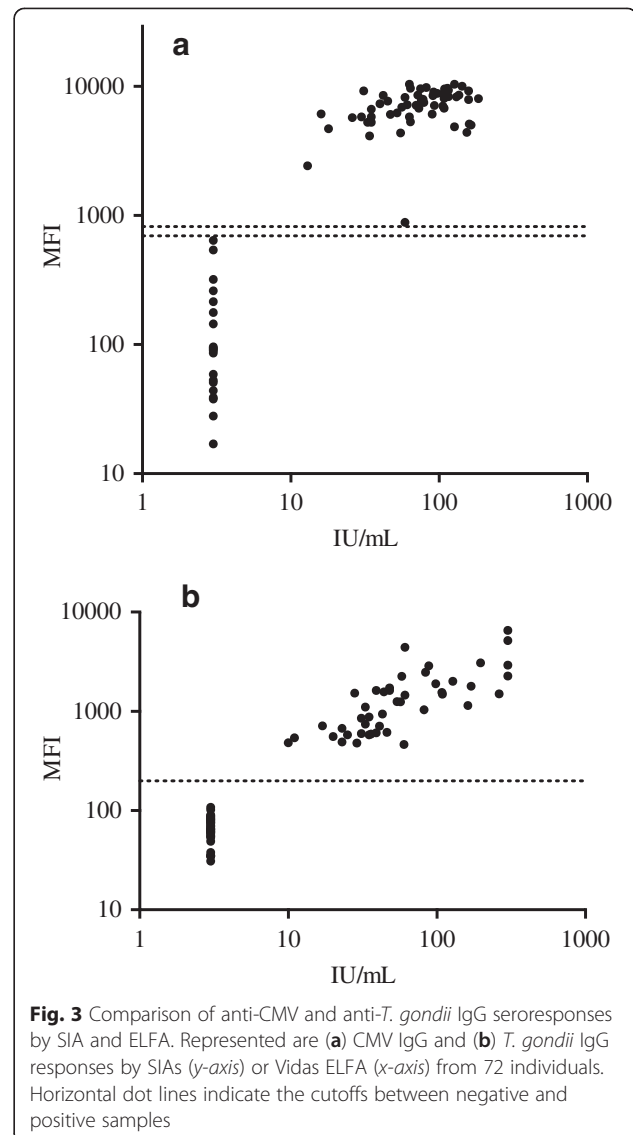 a
10000
1000
100
10
MFI
1
10
100
1000
IU/mL
b
10000
1000
100
10
MFI
1
10
100
1000
IU/mL
Fig. 3 Comparison of anti-CMV and anti-T. gondii IgG seroresponses
by SIA and ELFA. Represented are (a) CMV IgG and (b) T. gondii IgG
responses by SIAs (y-axis) or Vidas ELFA (x-axis) from 72 individuals.
Horizontal dot lines indicate the cutoffs between negative and
positive samples